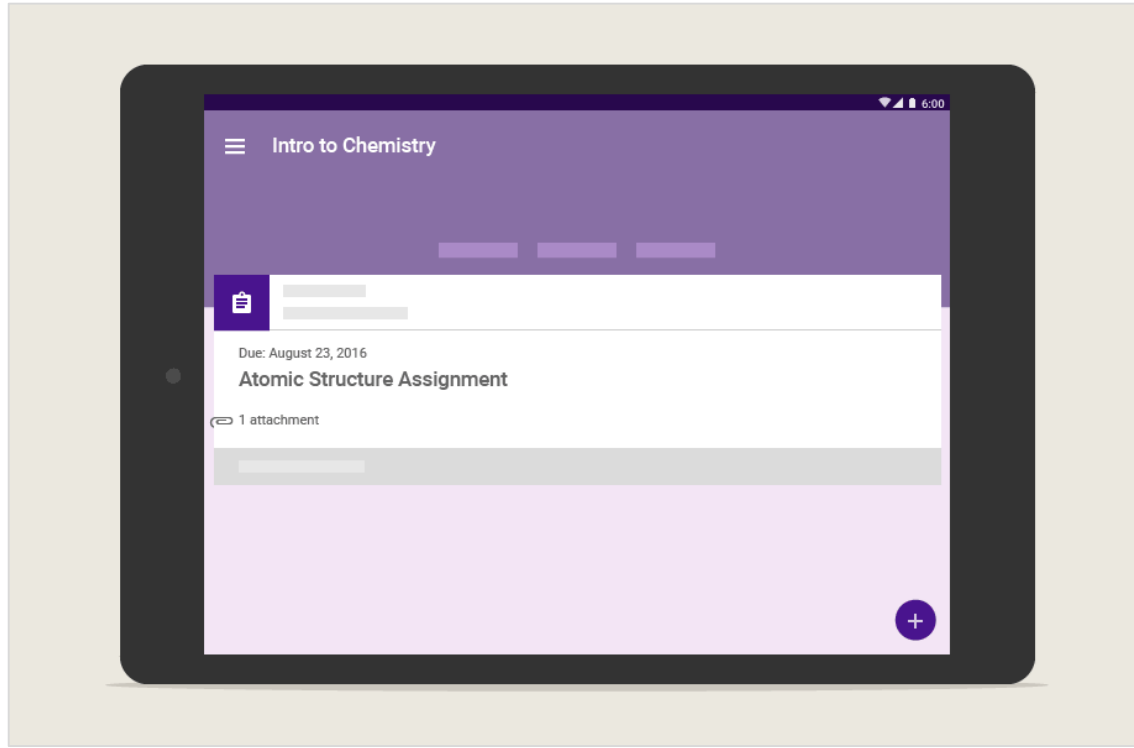 6:00
Intro to Chemistry
Due: August 23, 2016
Atomic Structure Assignment
1 attachment